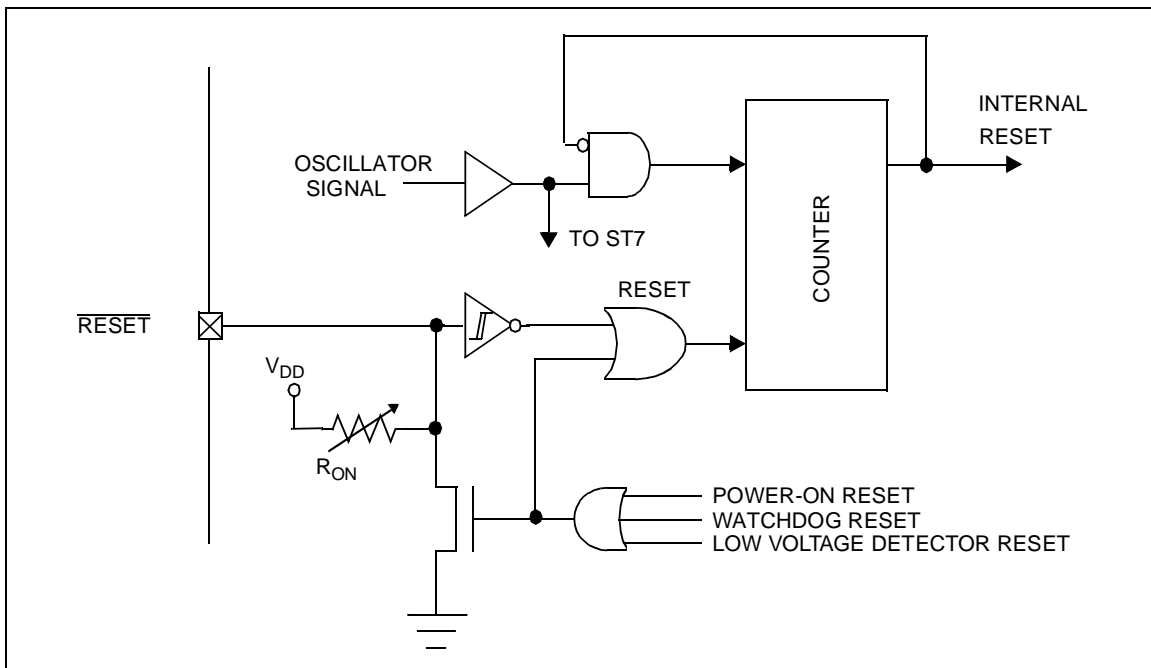 INTERNAL
RESET
OSCILLATOR
SIGNAL
TO ST7
COUNTER
RESET
RESET
VDD
RON
POWER-ON RESET
WATCHDOG RESET
LOW VOLTAGE DETECTOR RESET